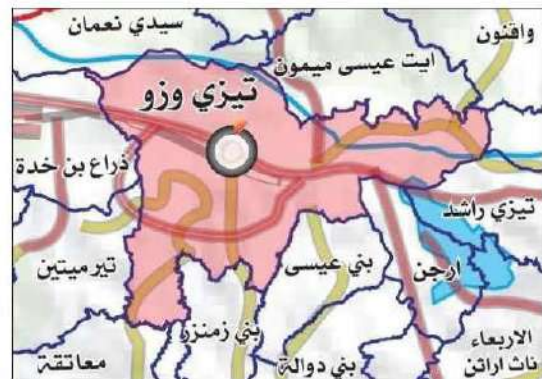 سيدي نعمان
واقنون
ايت عيسى ميمون
تيزي وزو
ذراع بن خدة
تيزي راشد
تيرميتين
بني عيسى
ارجن
بني زمنزر
الاربعاء
ناث اراثن
معاتقة
بني دوالة